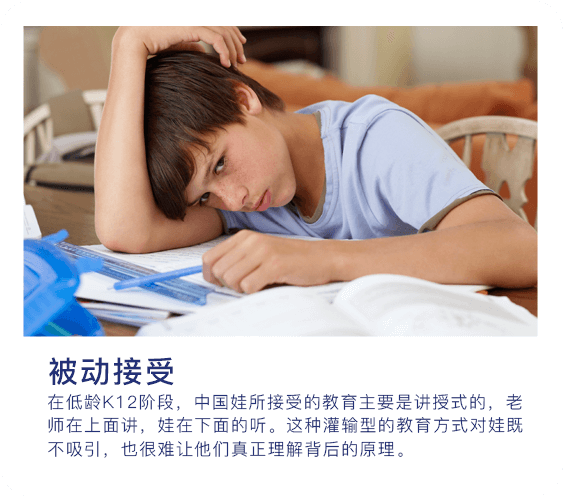 被动接受
在低龄K12阶段，中国娃所接受的教育主要是讲授式的，老
师在上面讲，娃在下面的听。这种灌输型的教育方式对娃既
不吸引，也很难让他们真正理解背后的原理。